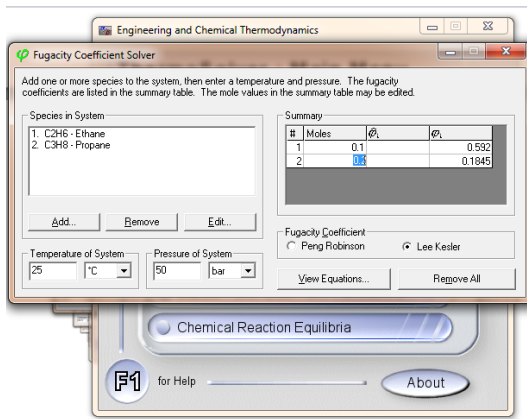 Engineering and Chemical Thermodynamics
Fugacity Coefficient Solver
Add one or more species to the system, then enter a temperature and pressure. The fugacity
coefficients are listed in the summary table. The mole values in the summary table may be edited.
Species in System
1. C2H6 - Ethane
2. C3H8 - Propane
Add...
Remove
Edit...
Temperature of System
25
°C
Pressure of System
50
bar
Summary
# Moles φ̂i φi
1 0.1 0.592
2 0.1845
Fugacity Coefficient
Peng Robinson
Lee Kesler
View Equations...
Remove All
Chemical Reaction Equilibria
F1
for Help
About